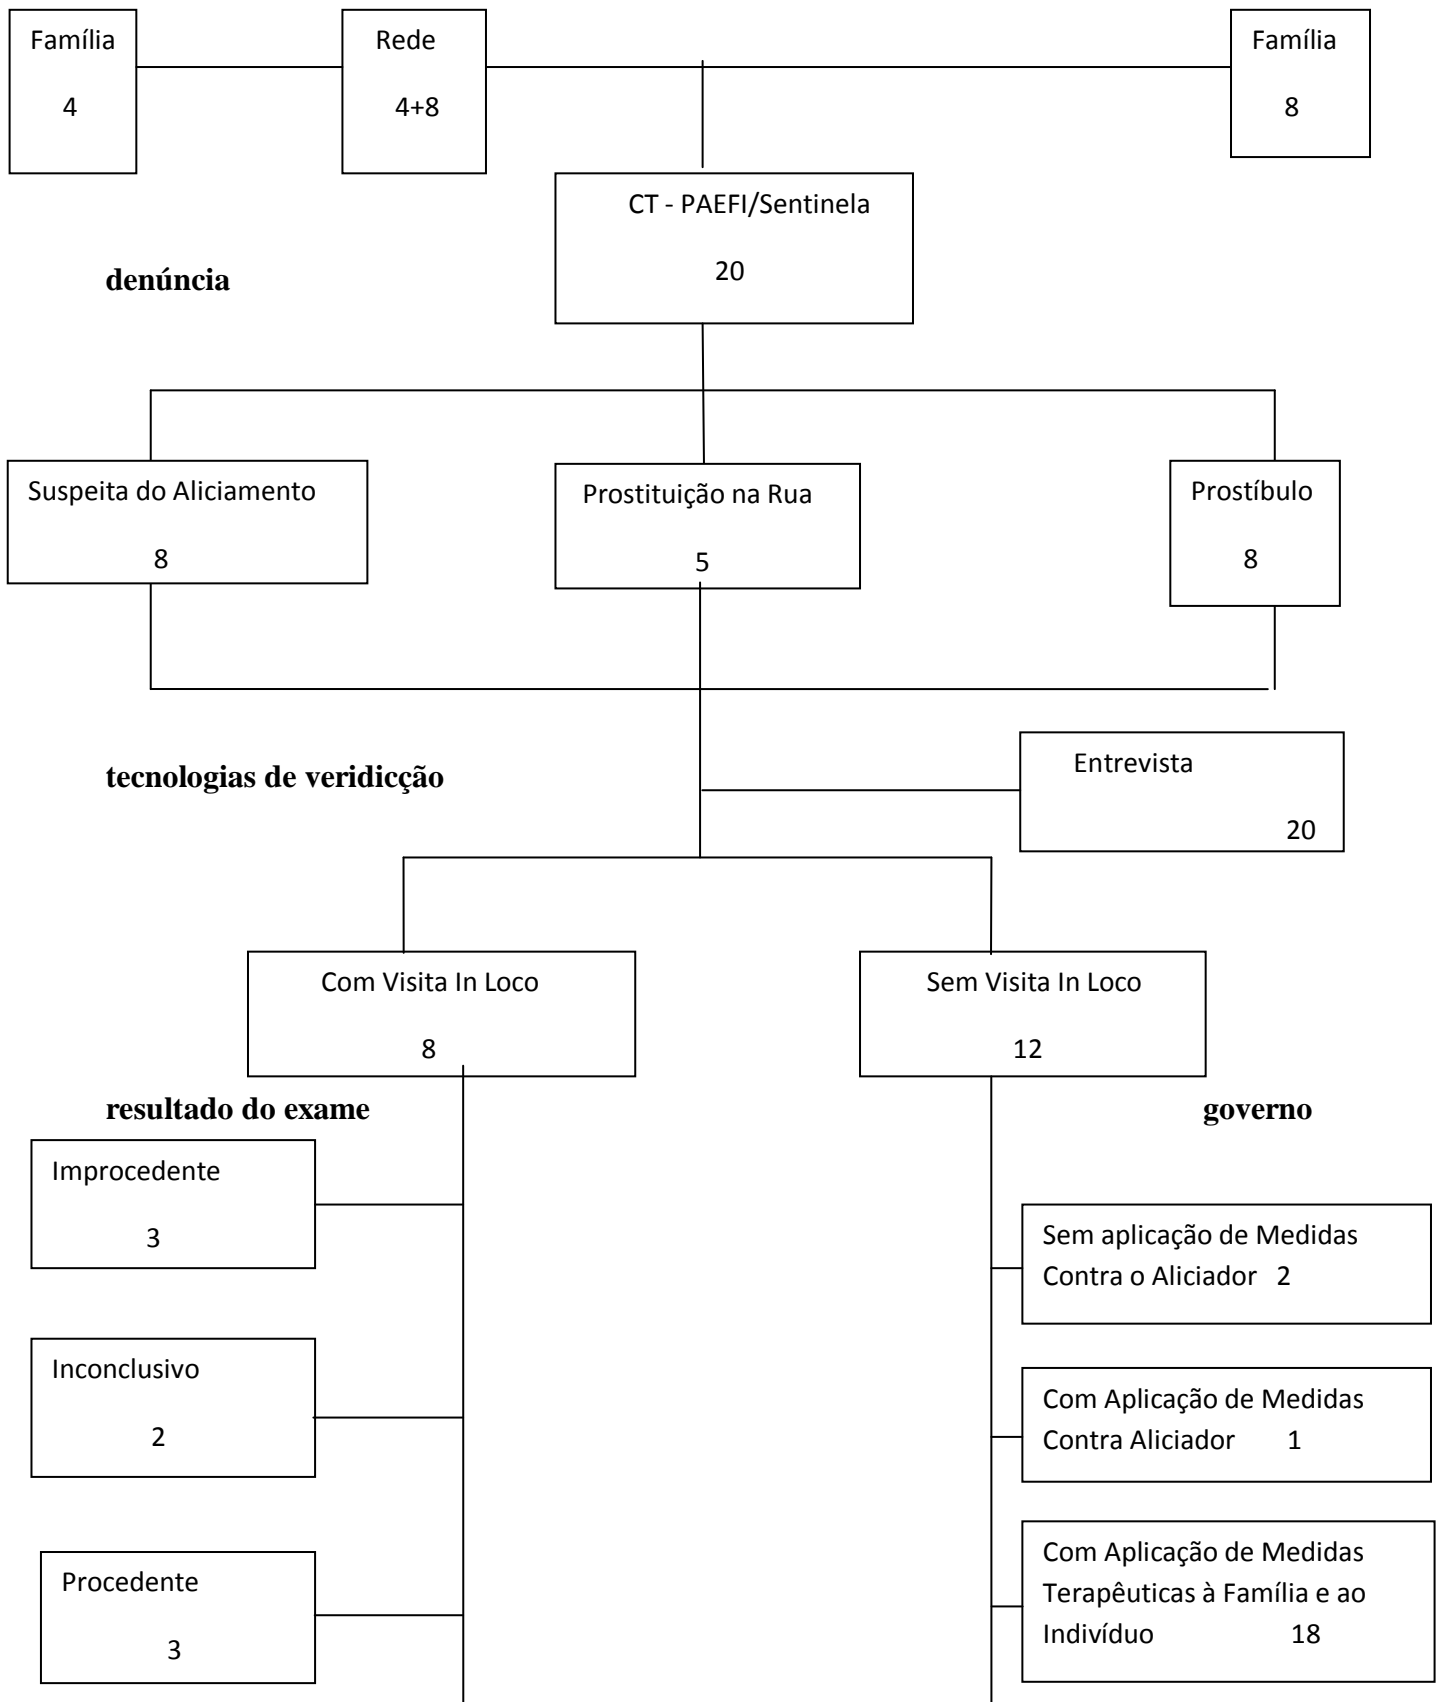 Família
4
Rede
4+8
Família
8
CT - PAEFI/Sentinela
20
denúncia
Suspeita do Aliciamento
8
Prostituição na Rua
5
Prostíbulo
8
tecnologias de veridicção
Entrevista
20
Com Visita In Loco
8
Sem Visita In Loco
12
resultado do exame
governo
Improcedente
3
Inconclusivo
2
Procedente
3
Sem aplicação de Medidas
Contra o Aliciador 2
Com Aplicação de Medidas
Contra Aliciador 1
Com Aplicação de Medidas
Terapêuticas à Família e ao
Indivíduo 18